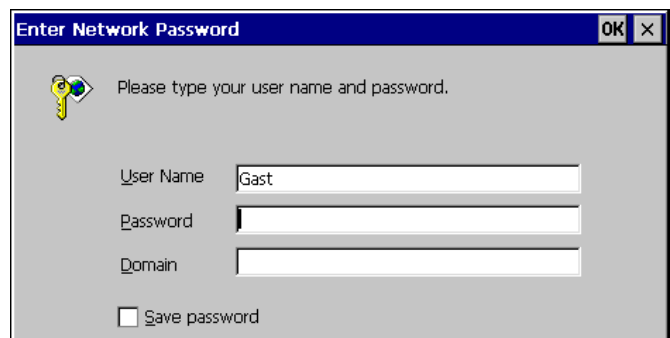 Enter Network Password OK ×
Please type your user name and password.
User Name Gast
Password
Domain
Save password